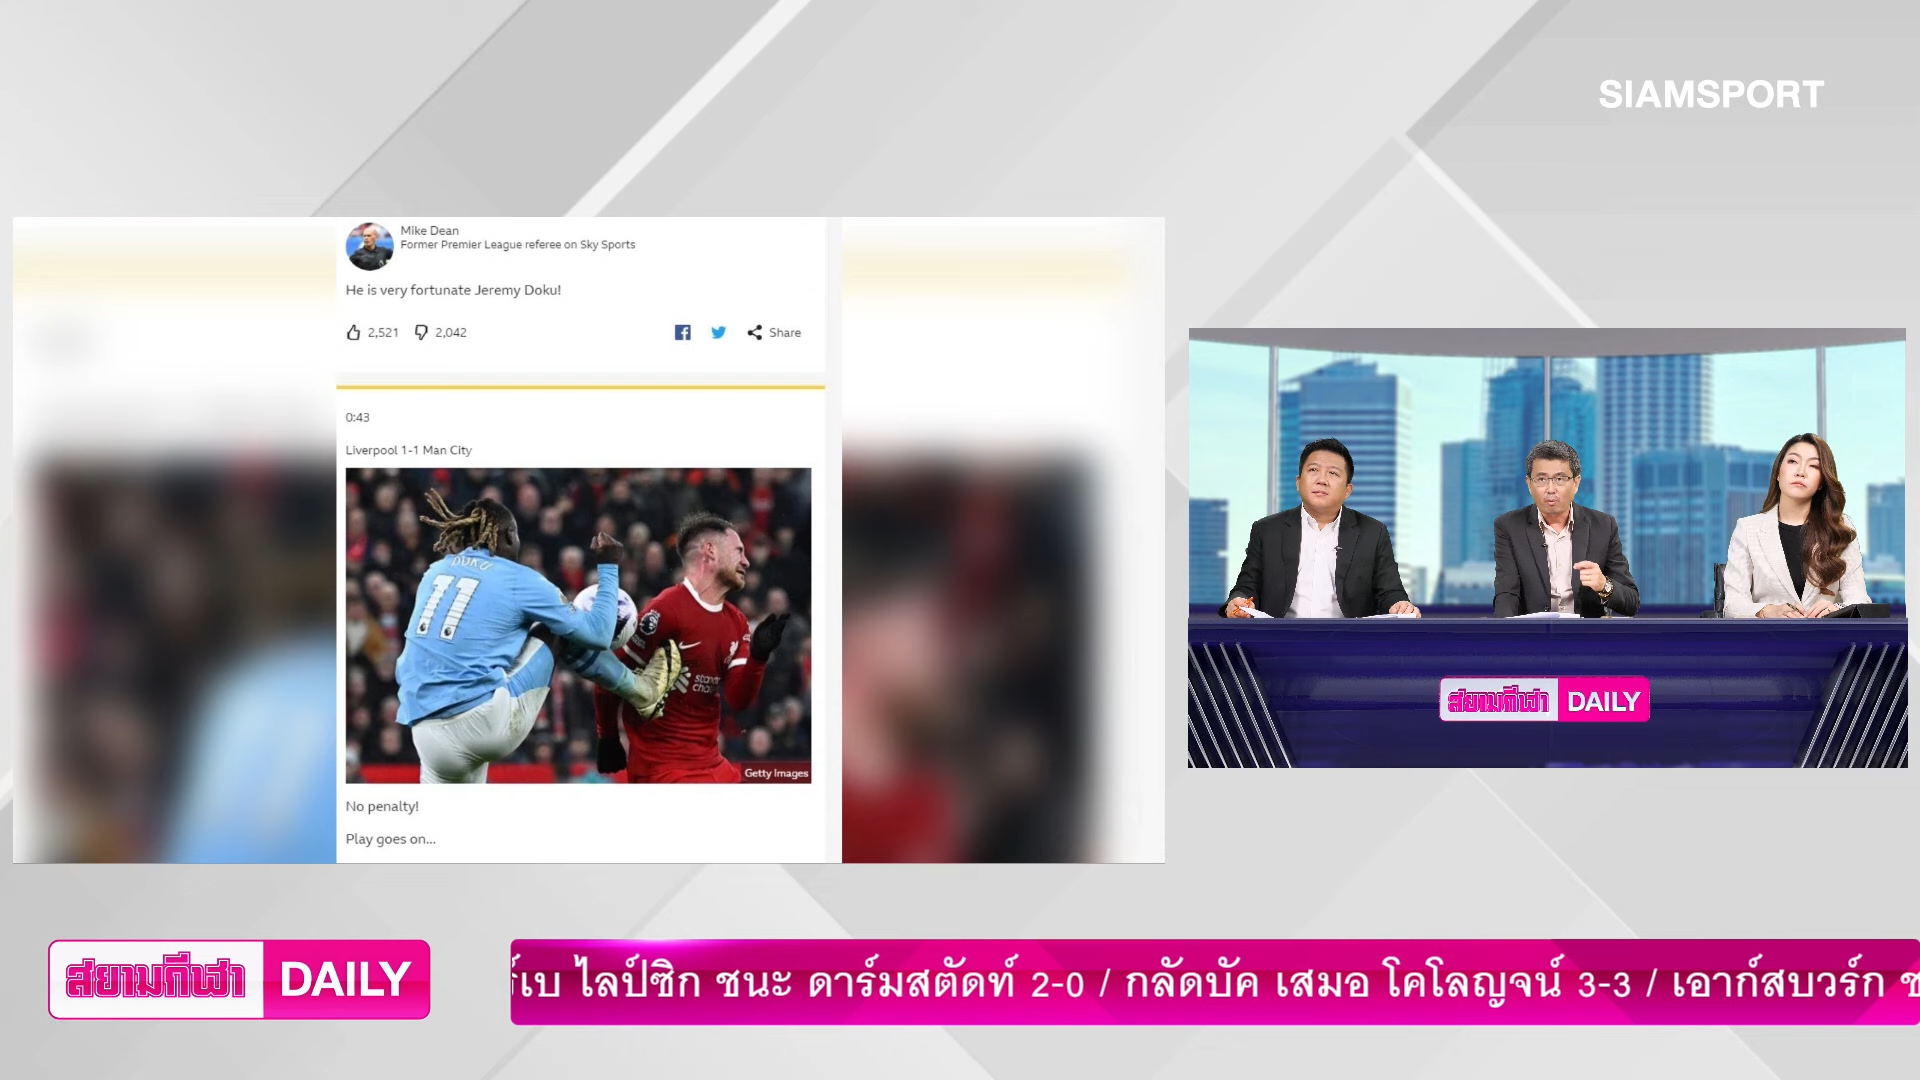 SIAMSPORT
Mike Dean
Former Premier League referee on Sky Sports
He is very fortunate Jeremy Doku!
2,521 2,042 Share
0:43
Liverpool 1-1 Man City
DOKU
11
Getty Images
No penalty!
Play goes on...
สยามกีฬา DAILY
สยามกีฬา DAILY
ไลป์ซิก ชนะ ดาร์มสตัดท์ 2-0 / กลัดบัค เสมอ โคโลญจน์ 3-3 / เอาก์สบวร์ก